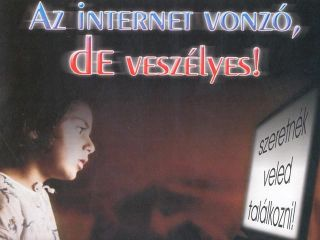 Az internet vonzó,
de veszélyes!
szeretnék
veled
találkozni!